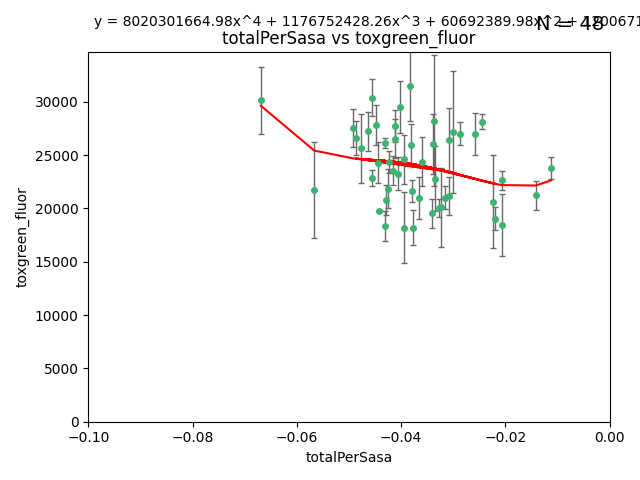 y = 8020301664.98x^4 + 1176752428.26x^3 + 60692389.98x^2 +
N = 48
totalPerSasa vs toxgreen_fluor
30000
25000
20000
15000
10000
5000
0
toxgreen_fluor
−0.10
−0.08
−0.06
−0.04
−0.02
0.00
totalPerSasa